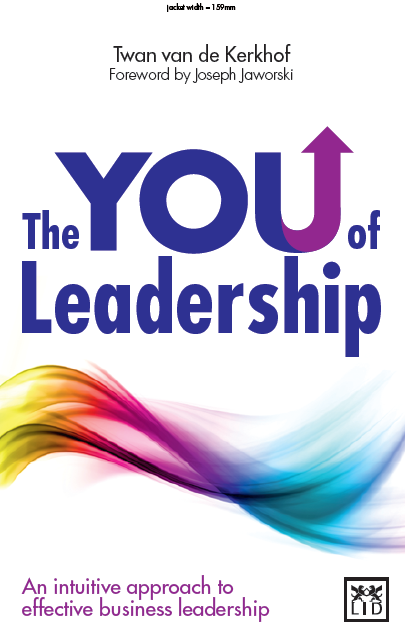 jacket width = 159mm
Twan van de Kerkhof
Foreword by Joseph Jaworski
The YOU of
Leadership
An intuitive approach to
effective business leadership
LID